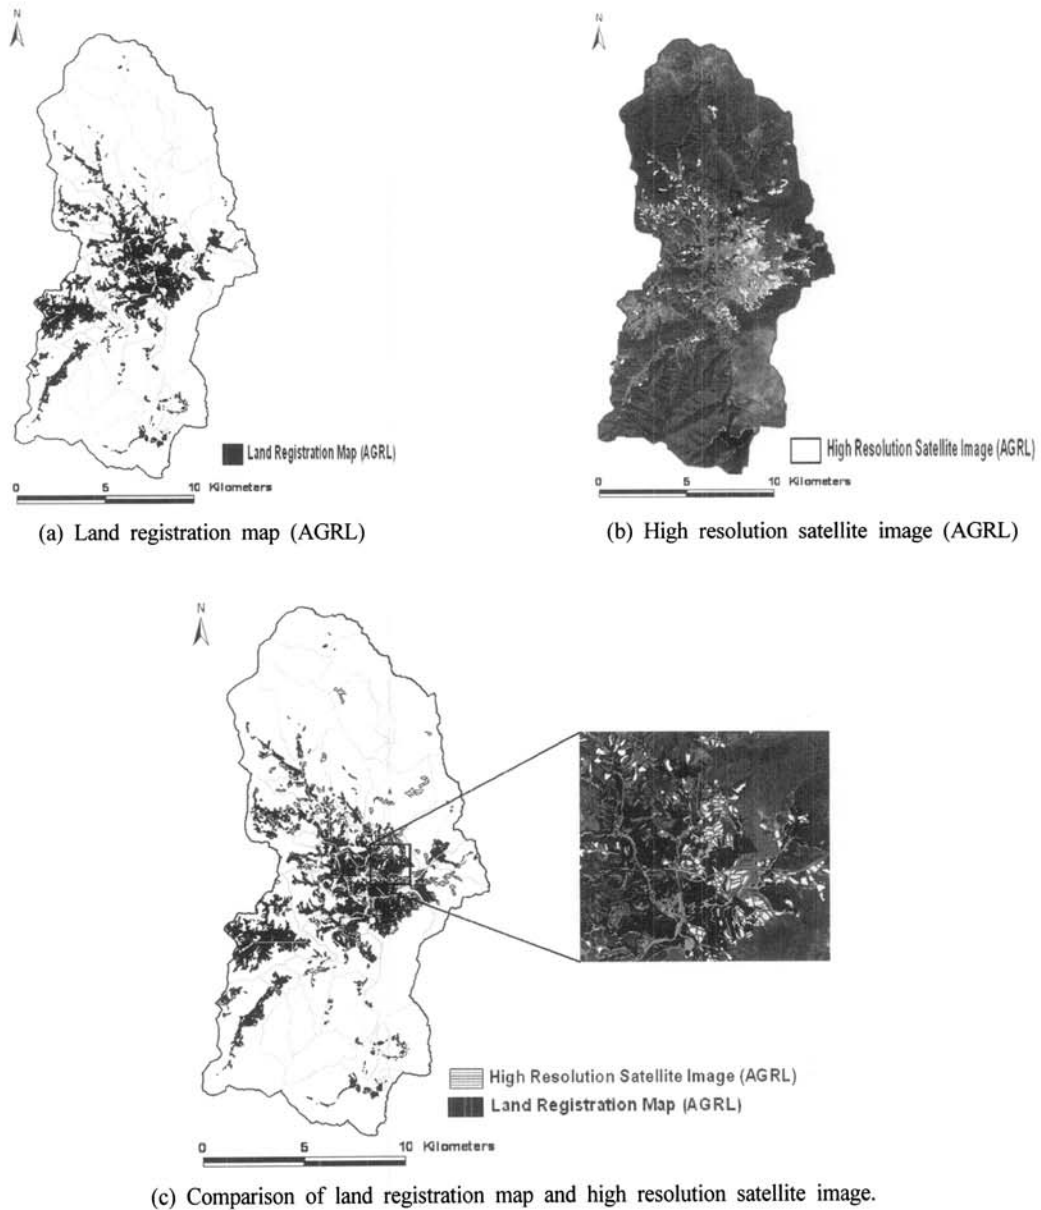 N
N
Land Registration Map (AGRL)
High Resolution Satellite Image (AGRL)
0 5 10 Kilometers
0 5 10 Kilometers
(a) Land registration map (AGRL)
(b) High resolution satellite image (AGRL)
N
High Resolution Satellite Image (AGRL)
Land Registration Map (AGRL)
0 5 10 Kilometers
(c) Comparison of land registration map and high resolution satellite image.